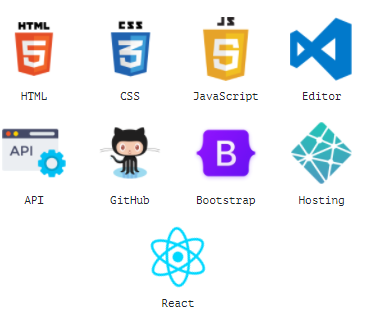 HTML CSS JS
5 3 5
HTML CSS JavaScript Editor
API B
API GitHub Bootstrap Hosting
React